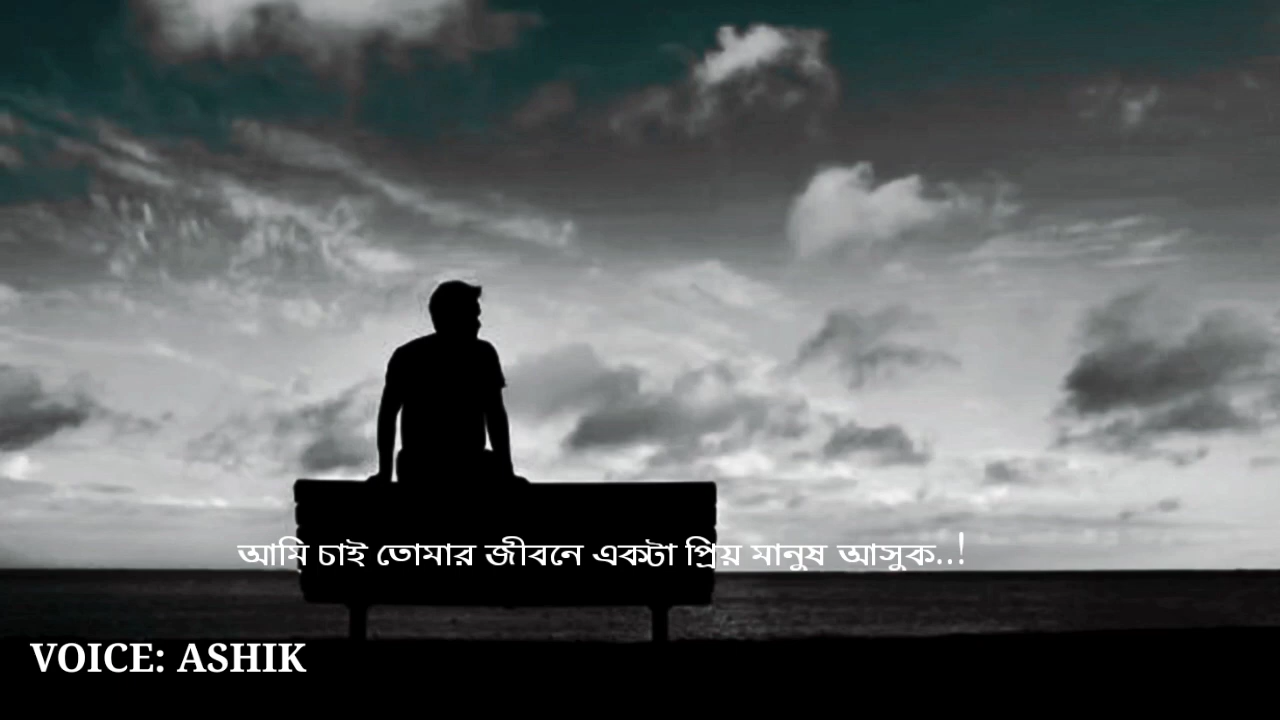 আমি চাই তোমার জীবনে একটা প্রিয় মানুষ আসুক..!
VOICE: ASHIK